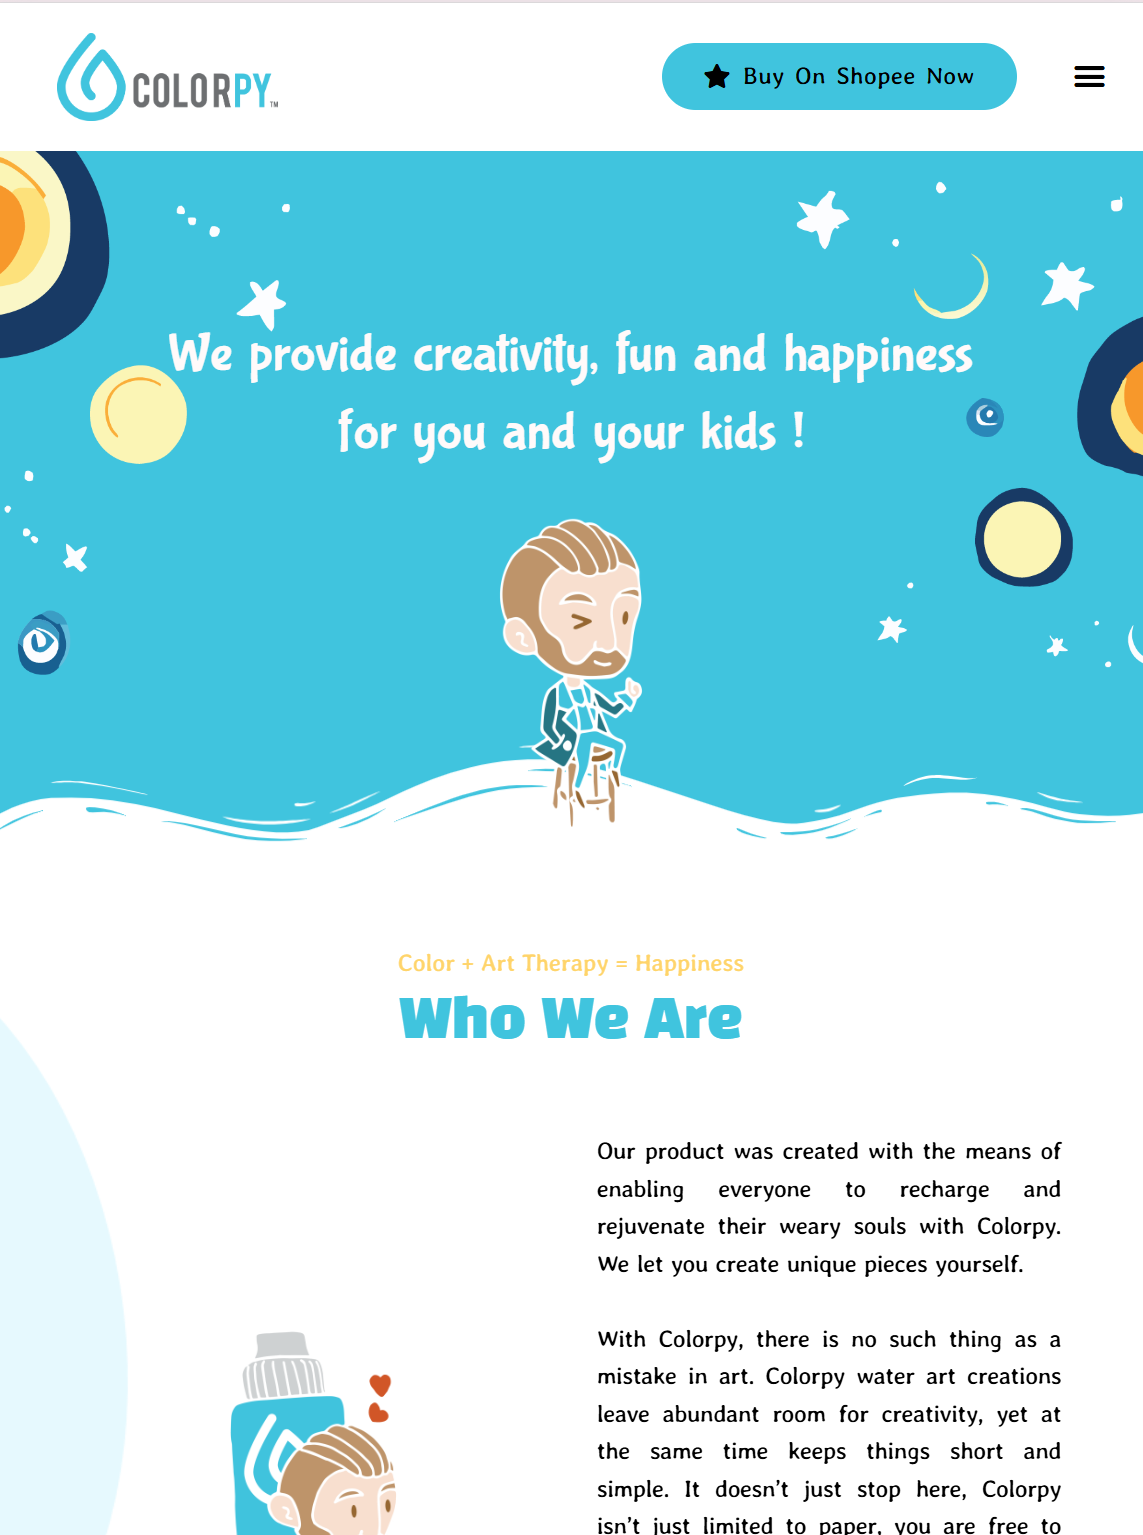 COLORPY™
Buy On Shopee Now
We provide creativity, fun and happiness
for you and your kids !
Color + Art Therapy = Happiness
Who We Are
Our product was created with the means of
enabling everyone to recharge and
rejuvenate their weary souls with Colorpy.
We let you create unique pieces yourself.
With Colorpy, there is no such thing as a
mistake in art. Colorpy water art creations
leave abundant room for creativity, yet at
the same time keeps things short and
simple. It doesn’t just stop here, Colorpy
isn’t just limited to paper, you are free to